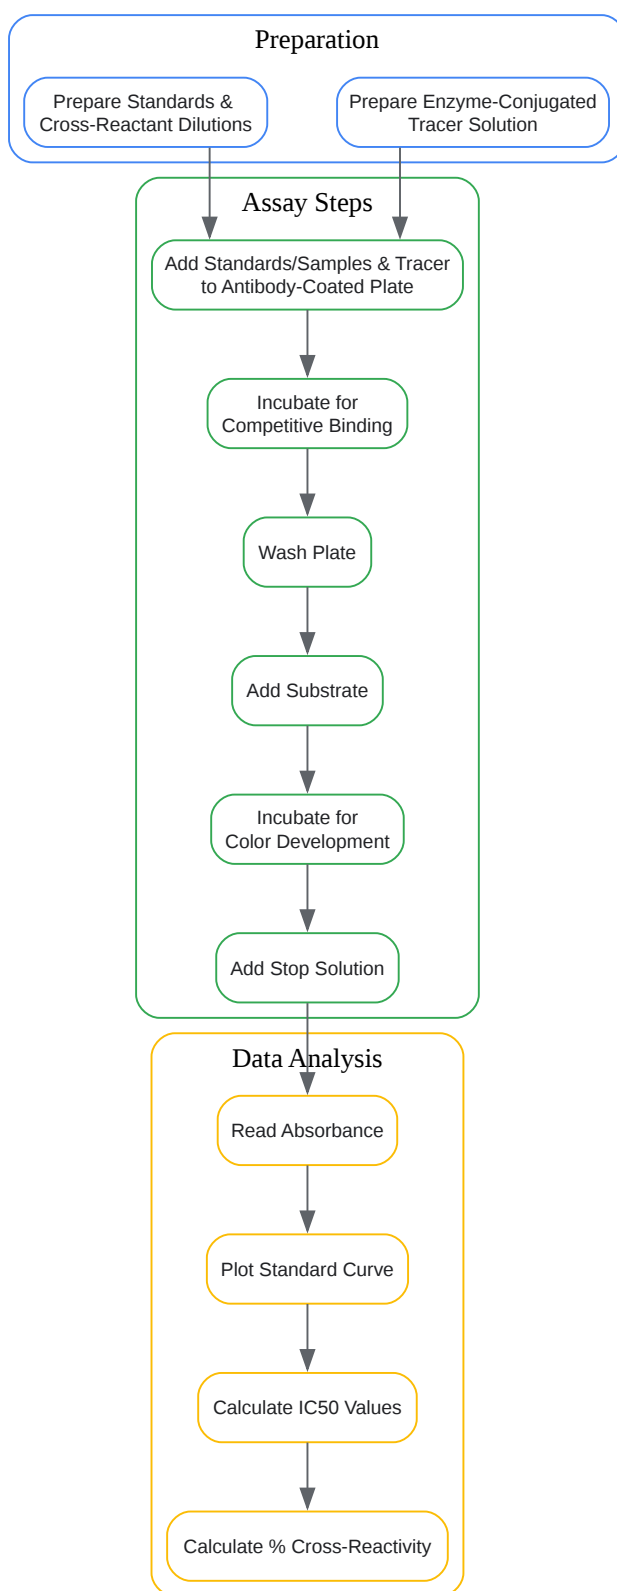 Preparation
Prepare Standards &
Cross-Reactant Dilutions
Prepare Enzyme-Conjugated
Tracer Solution
Assay Steps
Add Standards/Samples & Tracer
to Antibody-Coated Plate
Incubate for
Competitive Binding
Wash Plate
Add Substrate
Incubate for
Color Development
Add Stop Solution
Data Analysis
Read Absorbance
Plot Standard Curve
Calculate IC50 Values
Calculate % Cross-Reactivity